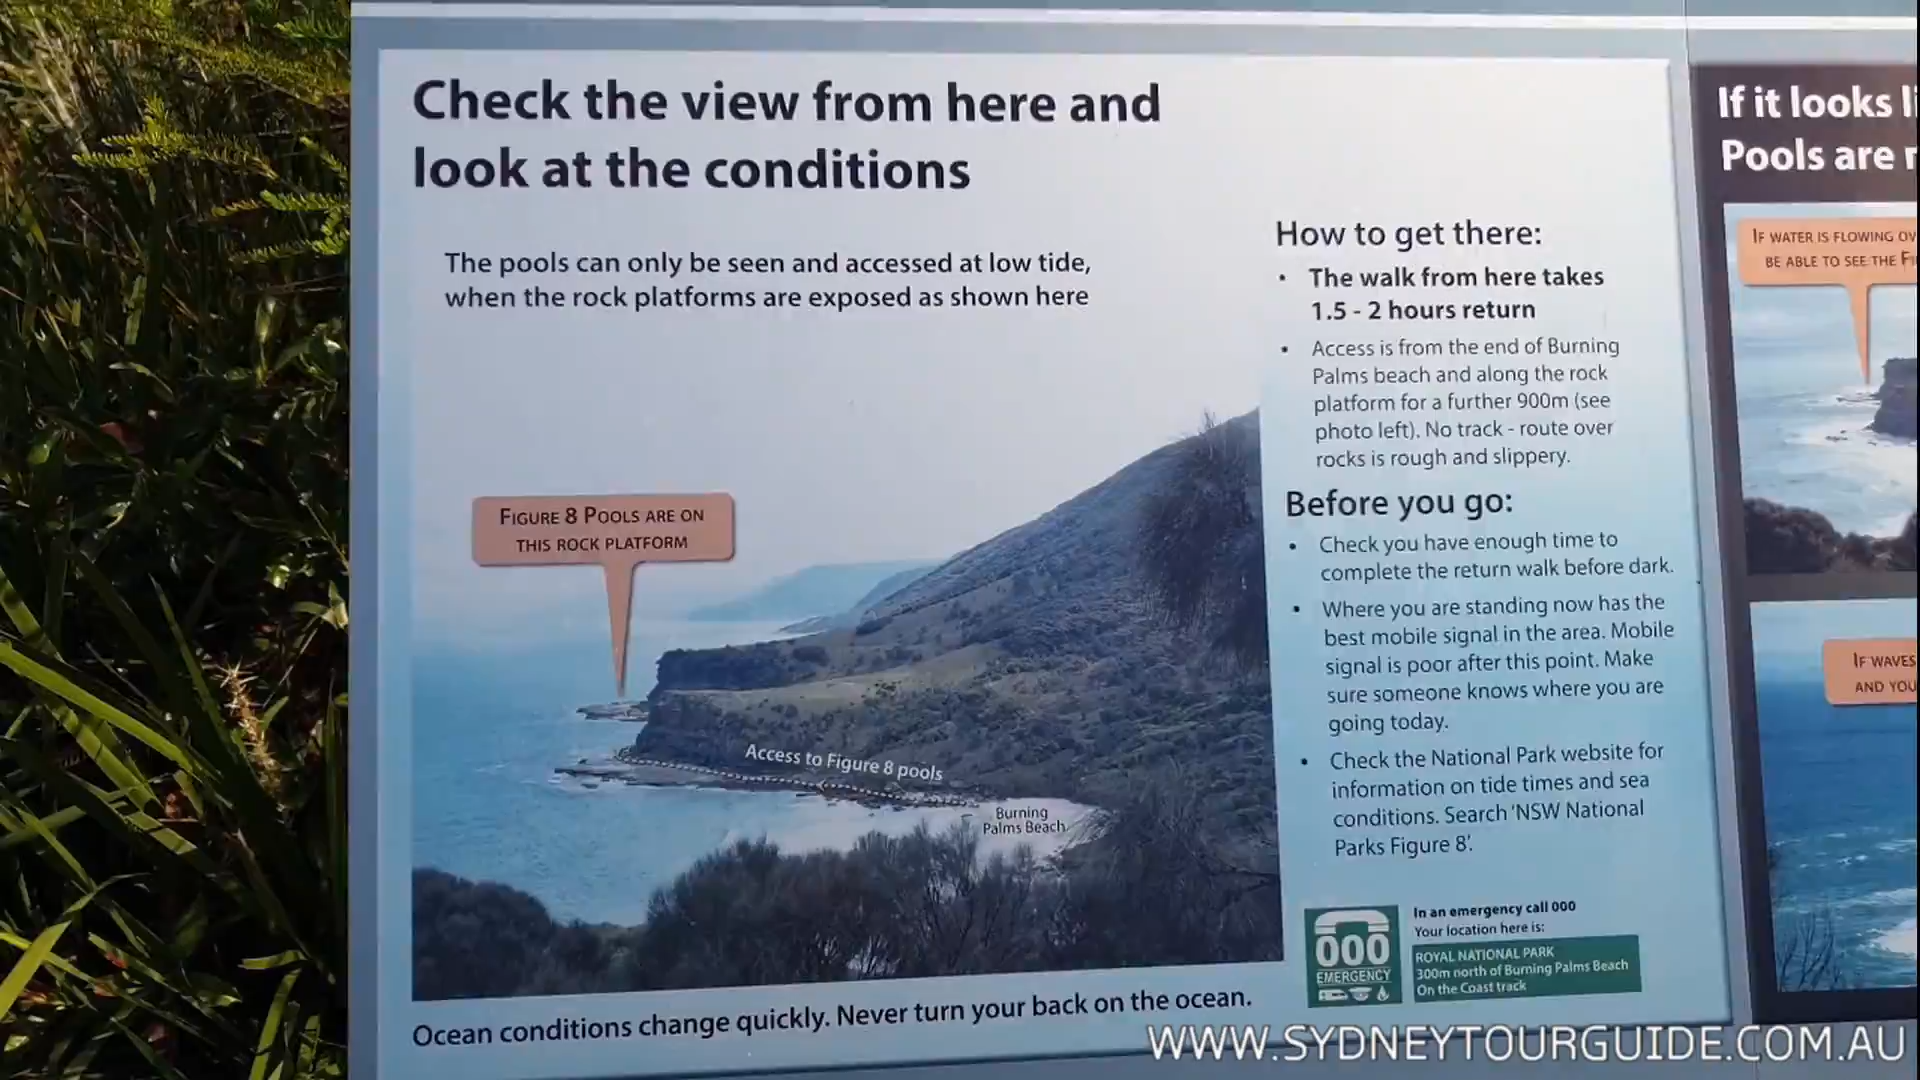 Check the view from here and
look at the conditions
The pools can only be seen and accessed at low tide,
when the rock platforms are exposed as shown here
FIGURE 8 POOLS ARE ON
THIS ROCK PLATFORM
Access to Figure 8 pools
Burning
Palms Beach
Ocean conditions change quickly. Never turn your back on the ocean.
How to get there:
• The walk from here takes
1.5 - 2 hours return
• Access is from the end of Burning
Palms beach and along the rock
platform for a further 900m (see
photo left). No track - route over
rocks is rough and slippery.
Before you go:
• Check you have enough time to
complete the return walk before dark.
• Where you are standing now has the
best mobile signal in the area. Mobile
signal is poor after this point. Make
sure someone knows where you are
going today.
• Check the National Park website for
information on tide times and sea
conditions. Search 'NSW National
Parks Figure 8'.
000
EMERGENCY
In an emergency call 000
Your location here is:
ROYAL NATIONAL PARK
300m north of Burning Palms Beach
On the Coast track
If it looks
Pools are
IF WATER IS FLOWING
BE ABLE TO SEE THE
IF WAVES
AND YOU
WWW.SYDNEYTOURGUIDE.COM.AU